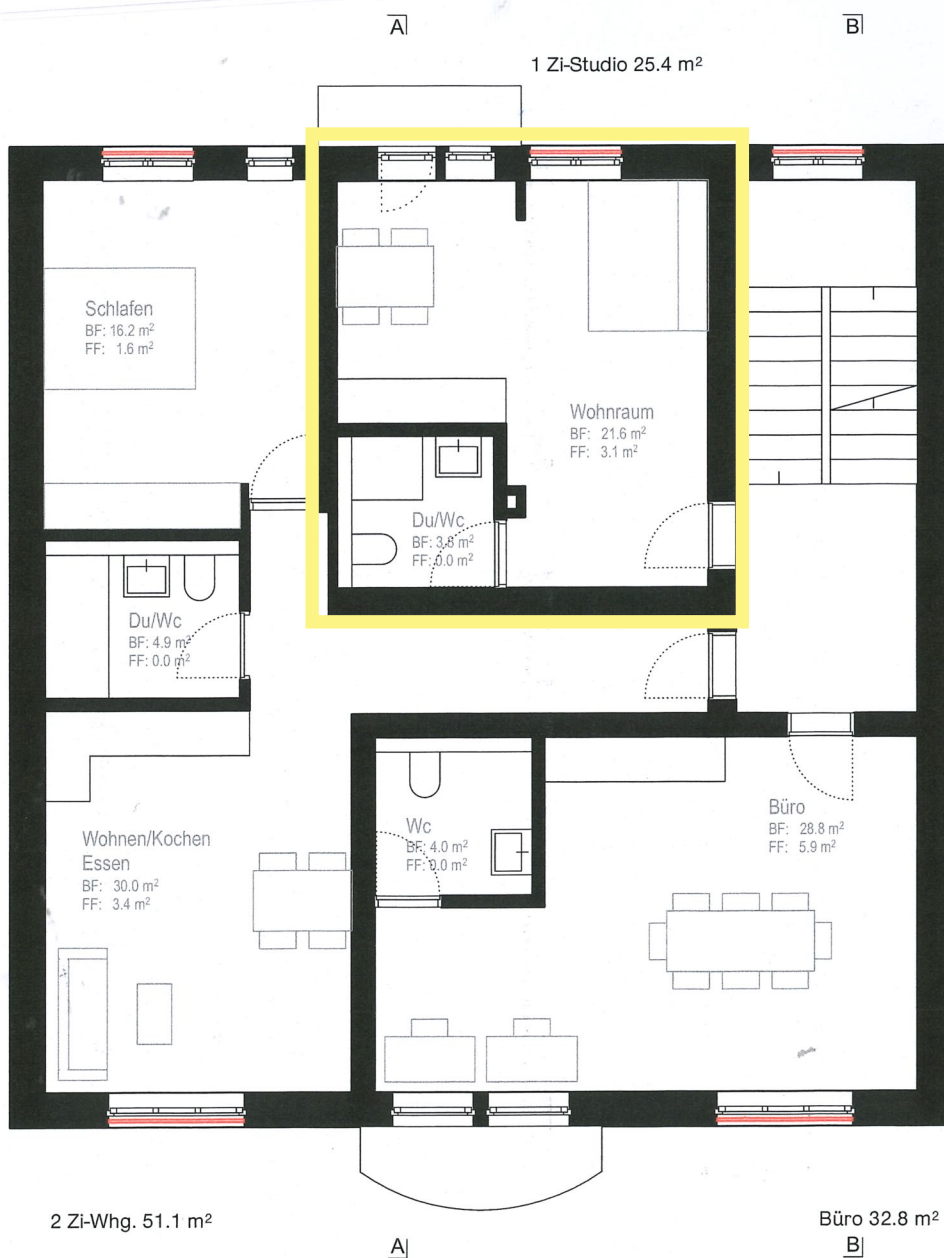 A
B
1 Zi-Studio 25.4 m²
Schlafen
BF: 16.2 m²
FF: 1.6 m²
Wohnraum
BF: 21.6 m²
FF: 3.1 m²
Du/Wc
BF: 3.8 m²
FF: 0.0 m²
Du/Wc
BF: 4.9 m²
FF: 0.0 m²
Wohnen/Kochen
Essen
BF: 30.0 m²
FF: 3.4 m²
Wc
BF: 4.0 m²
FF: 0.0 m²
Büro
BF: 28.8 m²
FF: 5.9 m²
2 Zi-Whg. 51.1 m²
Büro 32.8 m²
A
B